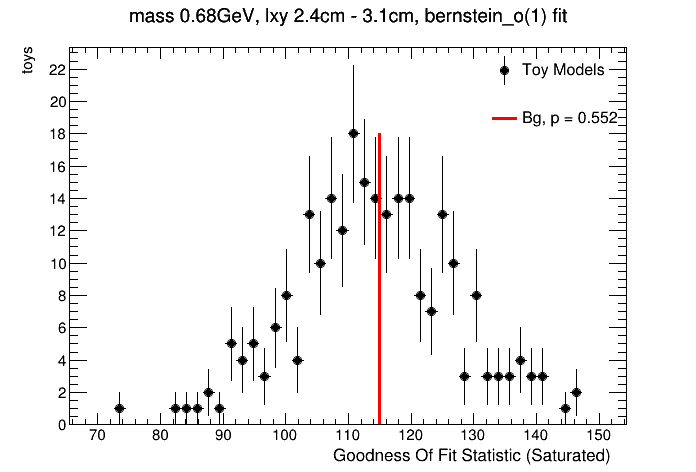 mass 0.68GeV, lxy 2.4cm - 3.1cm, bernstein_o(1) fit
toys
Toy Models
Bg, p = 0.552
22
20
18
16
14
12
10
8
6
4
2
0
70 80 90 100 110 120 130 140 150
Goodness Of Fit Statistic (Saturated)